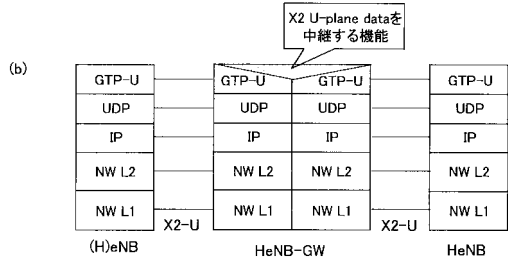 X2 U-plane dataを
中継する機能
(b)
GTP-U GTP-U GTP-U GTP-U
UDP UDP UDP UDP
IP IP IP IP
NW L2 NW L2 NW L2 NW L2
NW L1 NW L1 NW L1 NW L1
X2-U X2-U
(H)eNB HeNB-GW HeNB